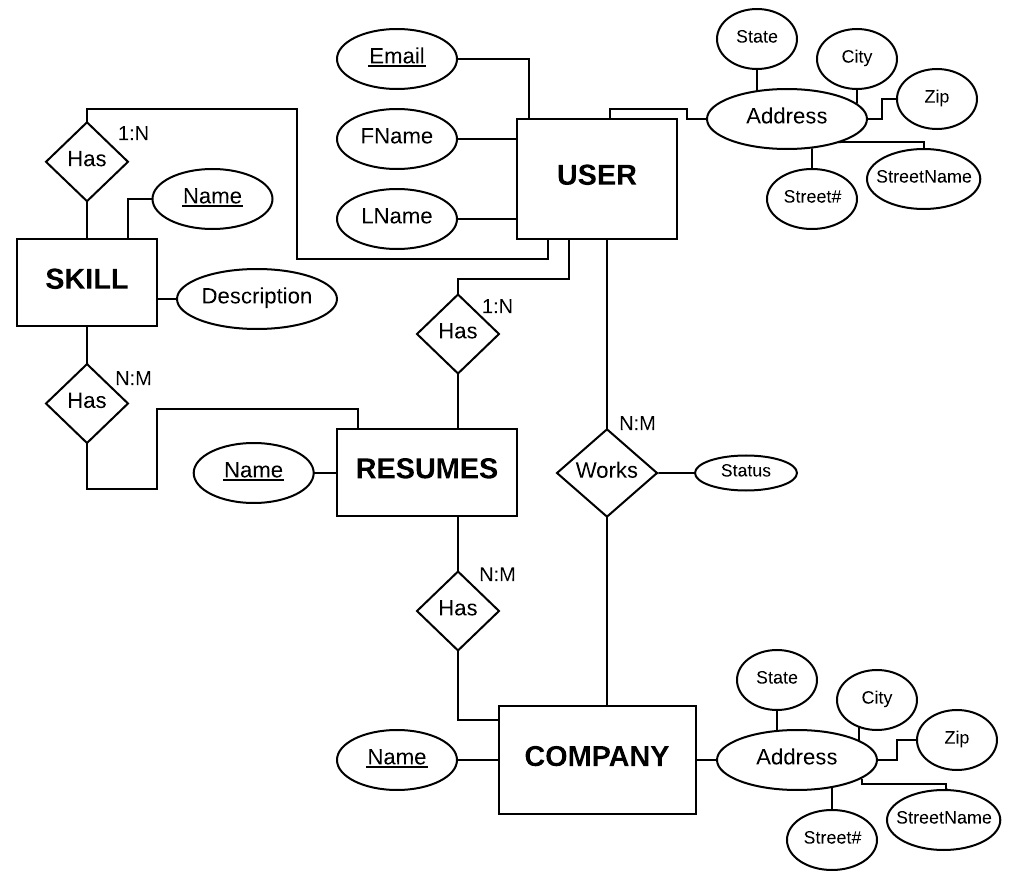 State
City
Email
Zip
Address
1:N
FName
Has
USER
StreetName
Name
Street#
LName
SKILL
Description
1:N
Has
N:M
Has
N:M
Name
RESUMES
Works
Status
N:M
Has
State
City
Zip
Name
COMPANY
Address
StreetName
Street#